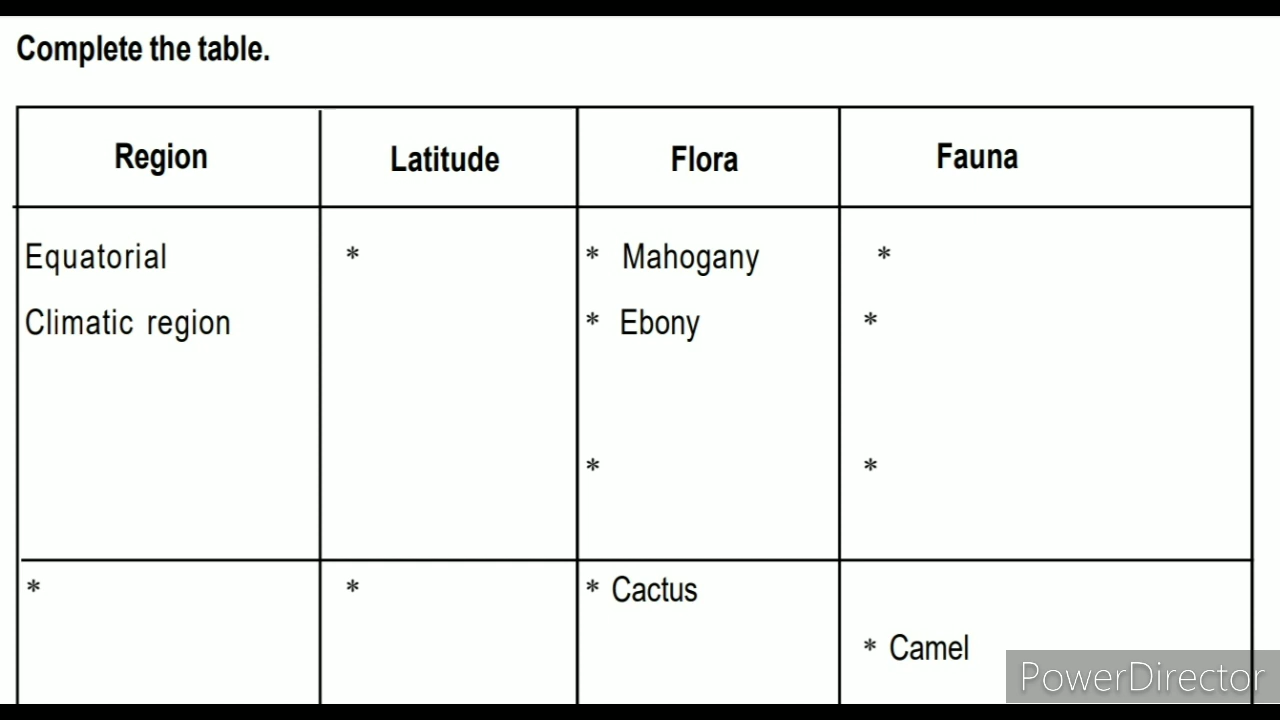 Complete the table.
Region Latitude Flora Fauna
Equatorial * * Mahogany *
Climatic region * Ebony *
* *
* * * Cactus
* Camel
PowerDirector